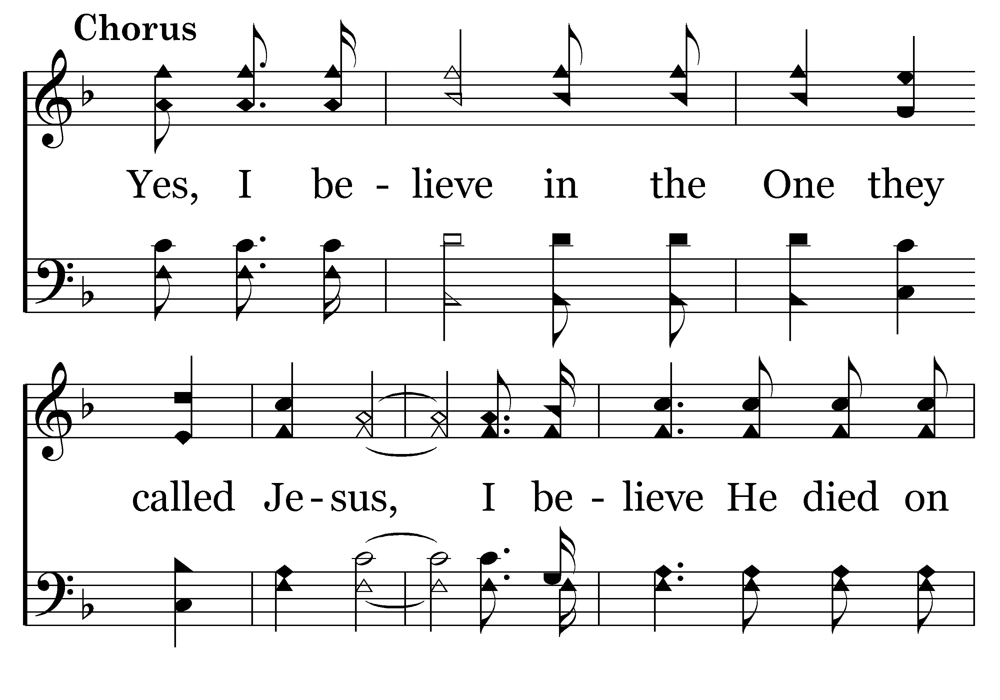 Chorus
Yes, I be - lieve in the One they
called Je - sus, I be - lieve He died on